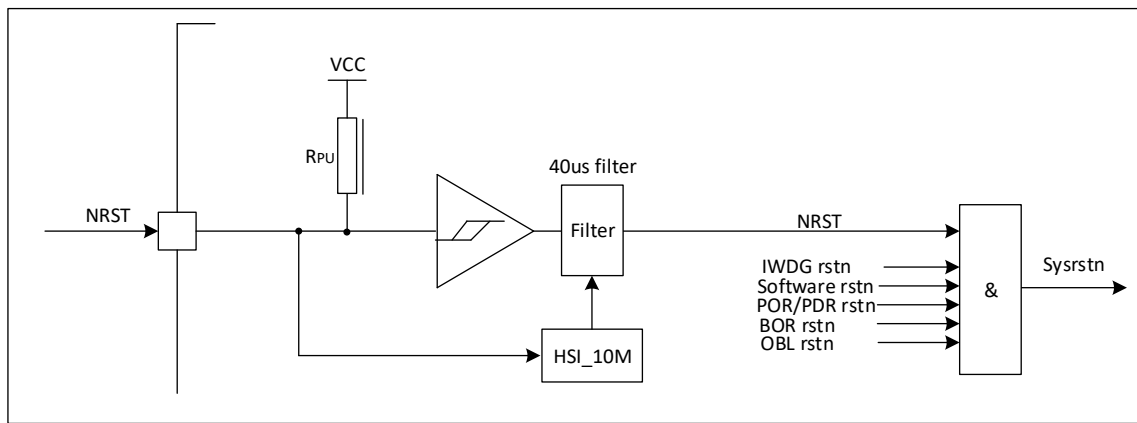 VCC
RPU
40us filter
NRST
Filter
NRST
IWDG rstn
Software rstn
POR/PDR rstn
BOR rstn
OBL rstn
&
Sysrstn
HSI_10M